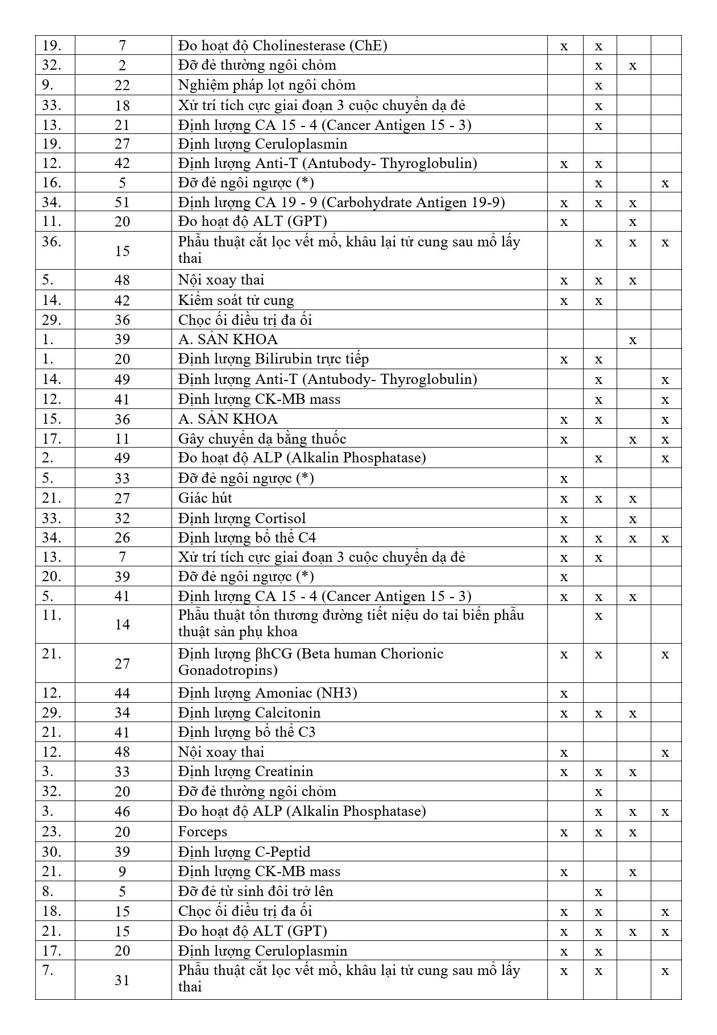 19. 7 Đo hoạt độ Cholinesterase (ChE) x x
32. 2 Đỡ đẻ thường ngôi chỏm x x
9. 22 Nghiệm pháp lọt ngôi chỏm x
33. 18 Xử trí tích cực giai đoạn 3 cuộc chuyển dạ đẻ x
13. 21 Định lượng CA 15 - 4 (Cancer Antigen 15 - 3) x
19. 27 Định lượng Ceruloplasmin
12. 42 Định lượng Anti-T (Antubody- Thyroglobulin) x x
16. 5 Đỡ đẻ ngôi ngược (*) x x
34. 51 Định lượng CA 19 - 9 (Carbohydrate Antigen 19-9) x x x
11. 20 Đo hoạt độ ALT (GPT) x x
36. 15 Phẫu thuật cắt lọc vết mổ, khâu lại tử cung sau mổ lấy x x x
thai
5. 48 Nội xoay thai x x x
14. 42 Kiểm soát tử cung x x
29. 36 Chọc ối điều trị đa ối
1. 39 A. SẢN KHOA x
1. 20 Định lượng Bilirubin trực tiếp x x
14. 49 Định lượng Anti-T (Antubody- Thyroglobulin) x x
12. 41 Định lượng CK-MB mass x x
15. 36 A. SẢN KHOA x x x
17. 11 Gây chuyển dạ bằng thuốc x x x
2. 49 Đo hoạt độ ALP (Alkalin Phosphatase) x x
5. 33 Đỡ đẻ ngôi ngược (*) x
21. 27 Giác hút x x x
33. 32 Định lượng Cortisol x x
34. 26 Định lượng bổ thể C4 x x x x
13. 7 Xử trí tích cực giai đoạn 3 cuộc chuyển dạ đẻ x x
20. 39 Đỡ đẻ ngôi ngược (*) x
5. 41 Định lượng CA 15 - 4 (Cancer Antigen 15 - 3) x x x
11. 14 Phẫu thuật tổn thương đường tiết niệu do tai biến phẫu x
thuật sản phụ khoa
21. 27 Định lượng βhCG (Beta human Chorionic x x x
Gonadotropins)
12. 44 Định lượng Amoniac (NH3) x
29. 34 Định lượng Calcitonin x x x
21. 41 Định lượng bổ thể C3
12. 48 Nội xoay thai x x
3. 33 Định lượng Creatinin x x x
32. 20 Đỡ đẻ thường ngôi chỏm x
3. 46 Đo hoạt độ ALP (Alkalin Phosphatase) x x x
23. 20 Forceps x x x
30. 39 Định lượng C-Peptid
21. 9 Định lượng CK-MB mass x x
8. 5 Đỡ đẻ từ sinh đôi trở lên x
18. 15 Chọc ối điều trị đa ối x x x
21. 15 Đo hoạt độ ALT (GPT) x x x x
17. 20 Định lượng Ceruloplasmin x x
7. 31 Phẫu thuật cắt lọc vết mổ, khâu lại tử cung sau mổ lấy x x x
thai